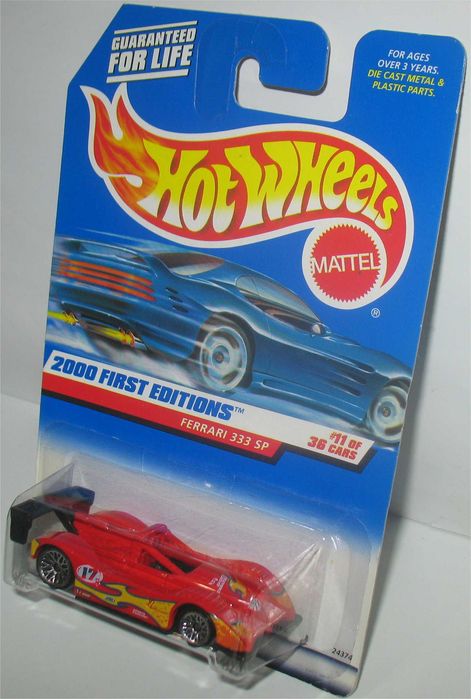 GUARANTEED
FOR LIFE
FOR AGES
OVER 3 YEARS.
DIE CAST METAL &
PLASTIC PARTS.
HOT WHEELS
MATTEL
®
2000 FIRST EDITIONS™
FERRARI 333 SP
#11 OF
36 CARS
17
24374